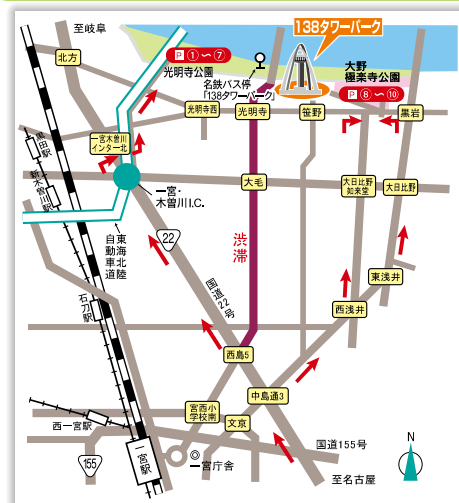 至岐阜
138タワーパーク
北方
P ①〜⑦
光明寺公園
名鉄バス停
「138タワーパーク」
大野
極楽寺公園
P ⑧〜⑩
光明寺西
光明寺
笹野
黒岩
黒田駅
一宮木曽川
インター北
新木曽川駅
一宮・
木曽川I.C.
大毛
大日比野
如来堂
大日比野
東海北陸
自動車道
22
国道22号
渋滞
東浅井
石刀駅
西浅井
西島5
中島通3
宮西小
学校南
文京
西一宮駅
国道155号
一宮駅
155
一宮庁舎
至名古屋
N